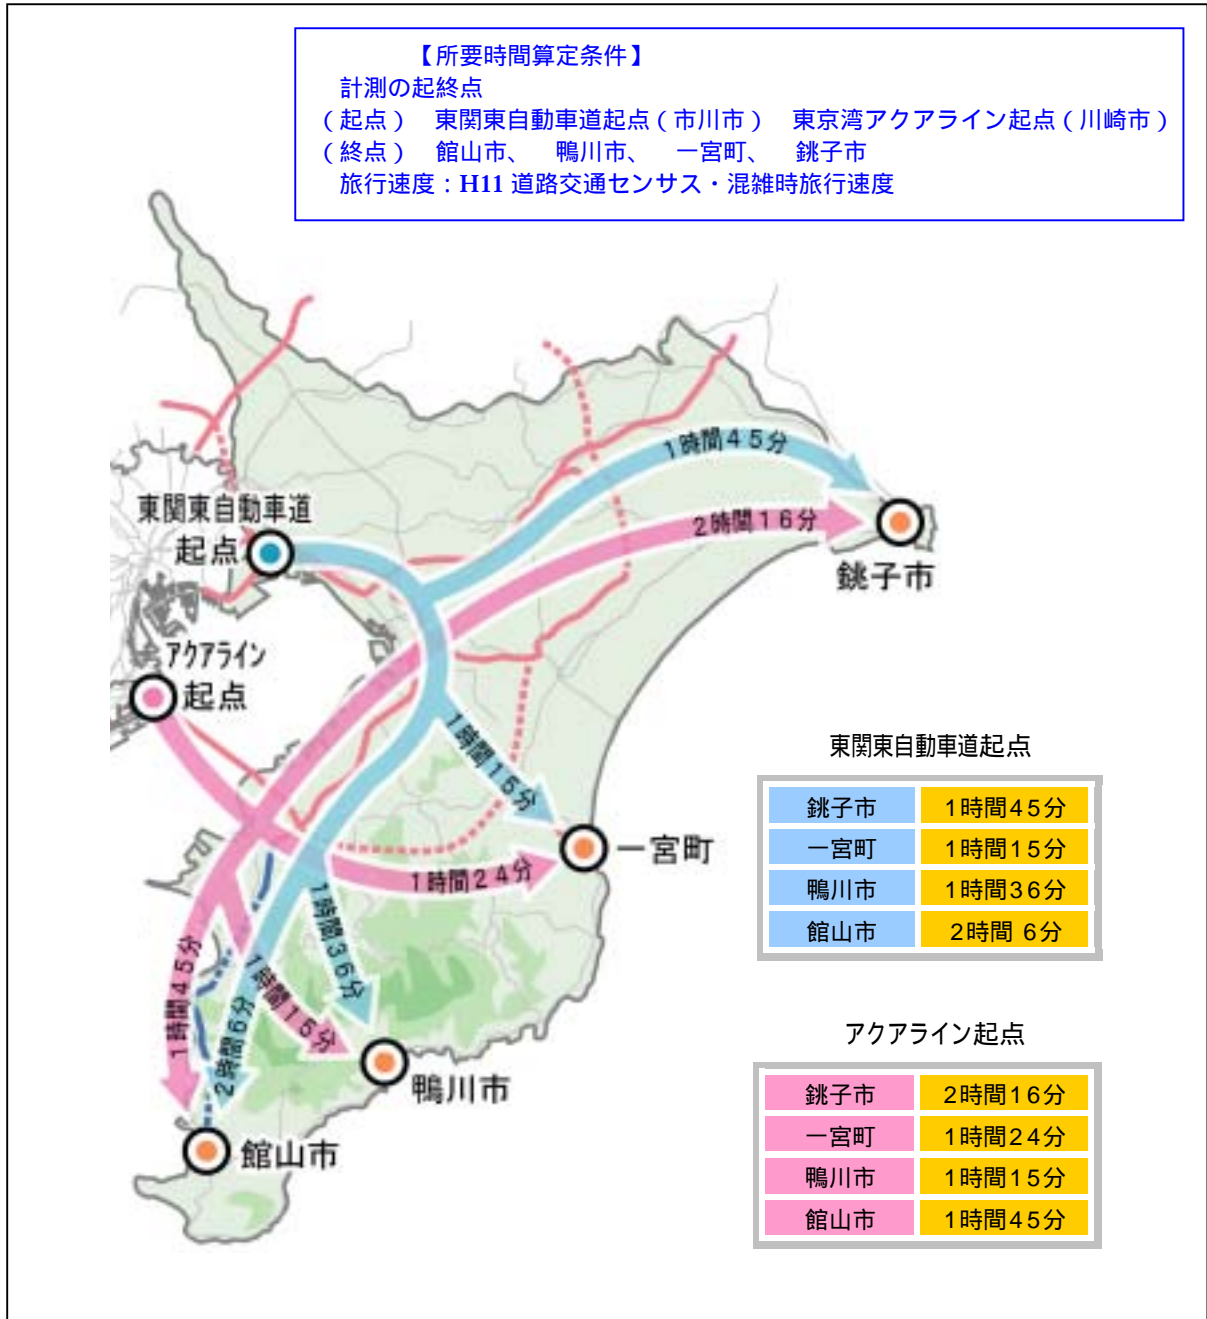 【所要時間算定条件】
計測の起終点
(起点) 東関東自動車道起点(市川市) 東京湾アクアライン起点(川崎市)
(終点) 館山市、 鴨川市、 一宮町、 銚子市
旅行速度：H11 道路交通センサス・混雑時旅行速度
1時間45分
東関東自動車道
起点
2時間16分
銚子市
アクアライン
起点
1時間15分
一宮町
1時間24分
1時間36分
1時間45分
2時間6分
1時間15分
鴨川市
館山市
東関東自動車道起点
銚子市 1時間45分
一宮町 1時間15分
鴨川市 1時間36分
館山市 2時間 6分
アクアライン起点
銚子市 2時間16分
一宮町 1時間24分
鴨川市 1時間15分
館山市 1時間45分